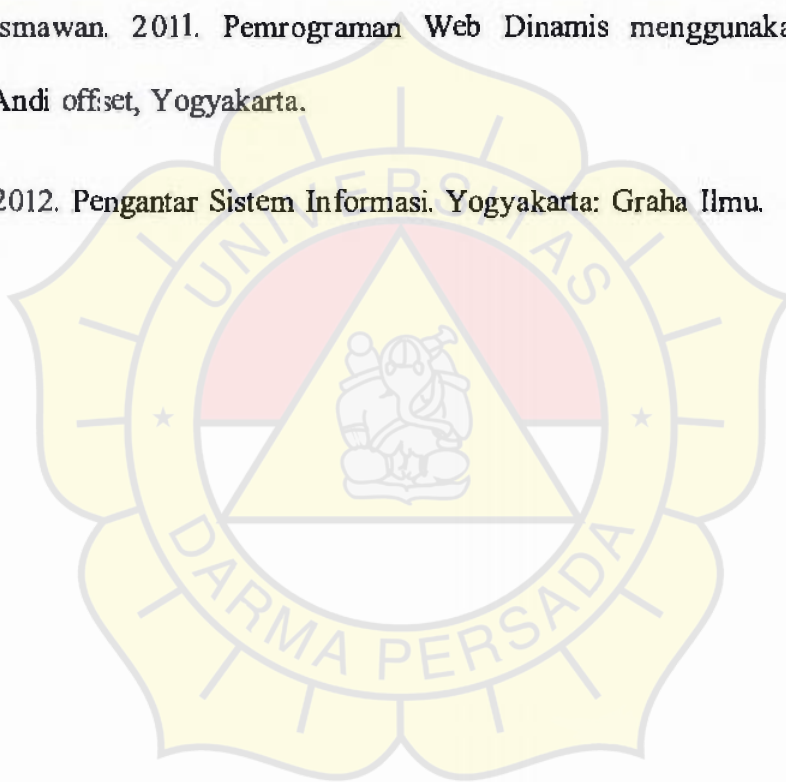 smawan. 2011. Pemrograman Web Dinamis menggunaka
Andi offset, Yogyakarta.
2012. Pengantar Sistem Informasi. Yogyakarta: Graha Ilmu.
UNIVERSITAS
DARMA PERSADA